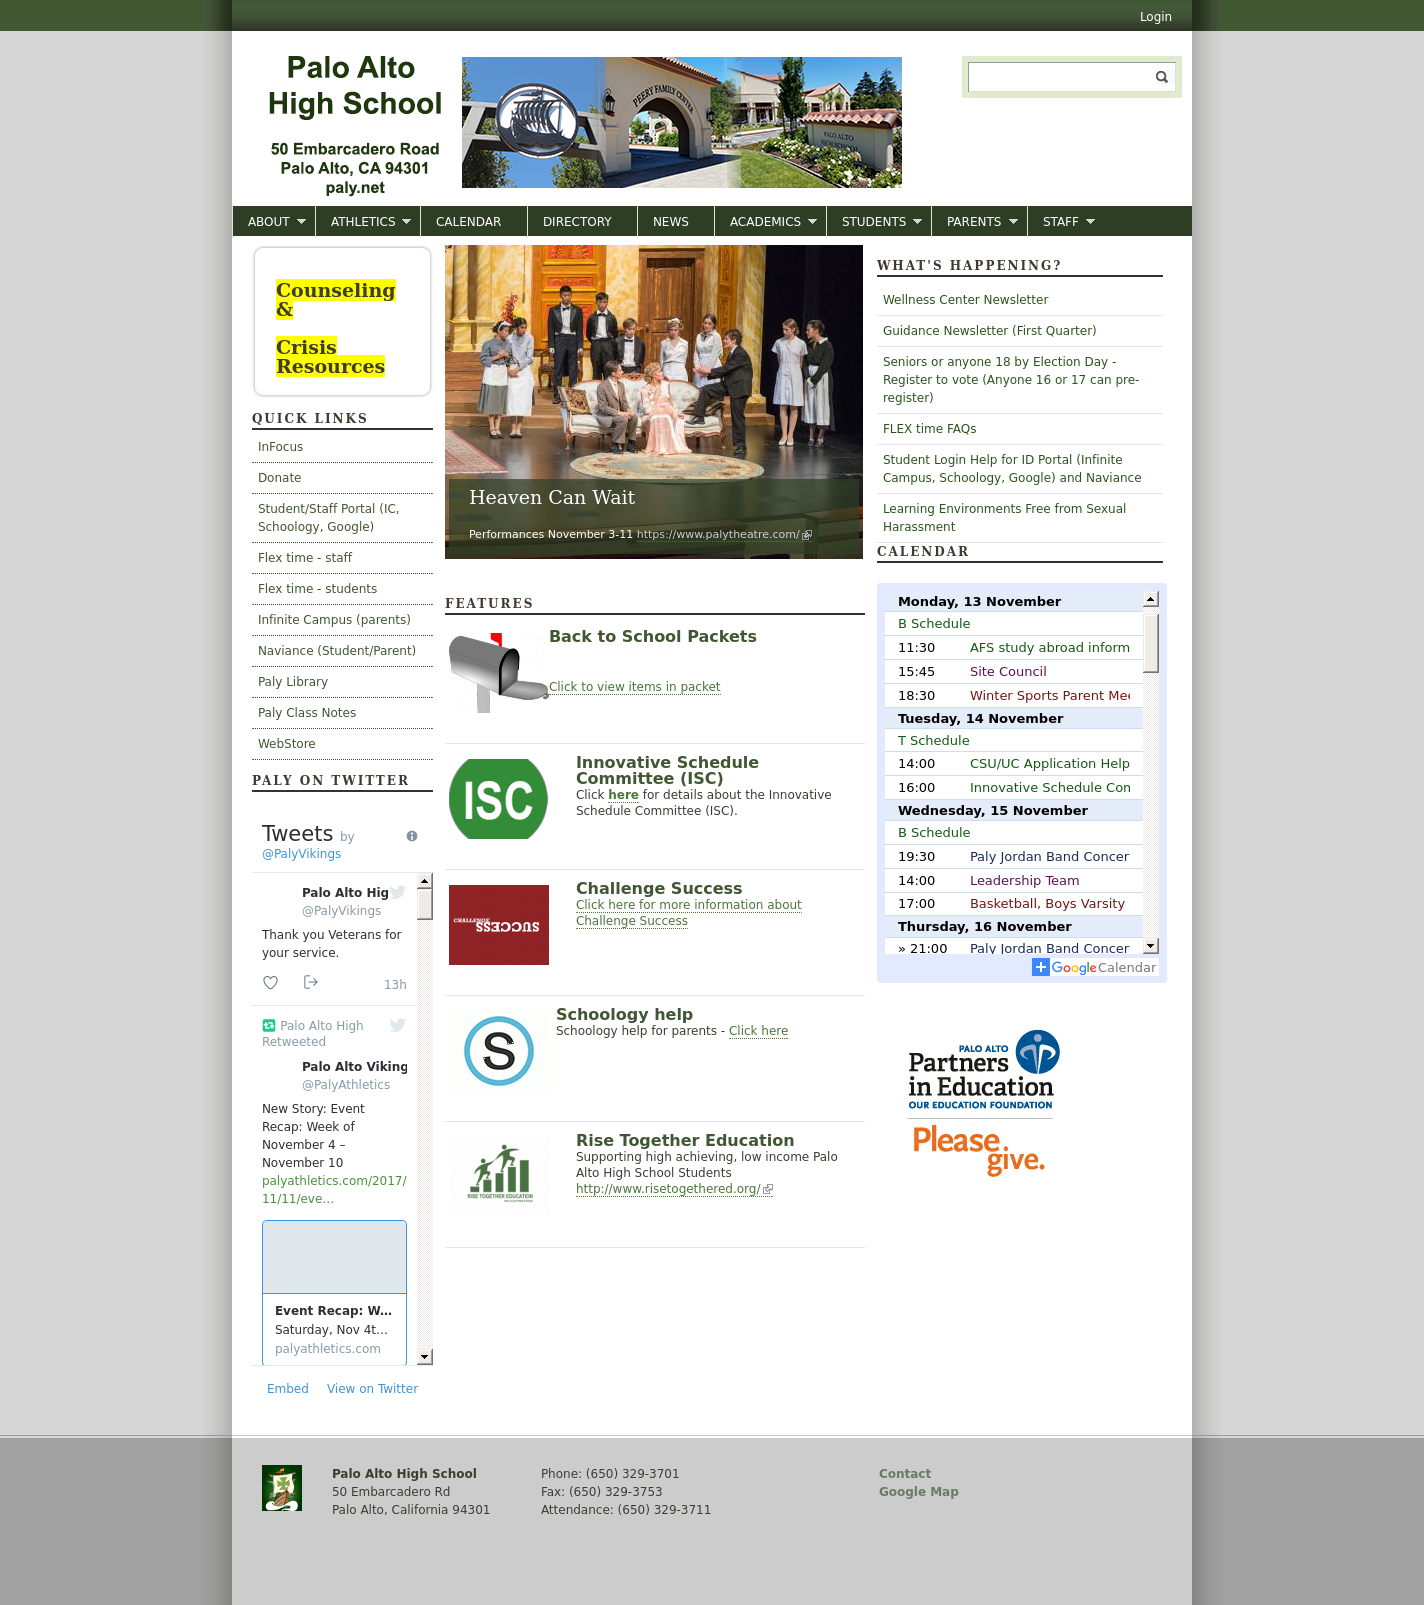 Login
Palo Alto
High School
50 Embarcadero Road
Palo Alto, CA 94301
paly.net
PEERY FAMILY CENTER
PALO ALTO
HIGH SCHOOL
ABOUT
ATHLETICS
CALENDAR
DIRECTORY
NEWS
ACADEMICS
STUDENTS
PARENTS
STAFF
Counseling
&
Crisis
Resources
QUICK LINKS
InFocus
Donate
Student/Staff Portal (IC,
Schoology, Google)
Flex time - staff
Flex time - students
Infinite Campus (parents)
Naviance (Student/Parent)
Paly Library
Paly Class Notes
WebStore
PALY ON TWITTER
Tweets by
@PalyVikings
Palo Alto Hig
@PalyVikings
Thank you Veterans for
your service.
13h
Palo Alto High
Retweeted
Palo Alto Viking
@PalyAthletics
New Story: Event
Recap: Week of
November 4 –
November 10
palyathletics.com/2017/
11/11/eve…
Event Recap: W…
Saturday, Nov 4t…
palyathletics.com
Embed
View on Twitter
Heaven Can Wait
Performances November 3-11 https://www.palytheatre.com/
FEATURES
Back to School Packets
Click to view items in packet
ISC
Innovative Schedule
Committee (ISC)
Click here for details about the Innovative
Schedule Committee (ISC).
CHALLENGE
SUCCESS
Challenge Success
Click here for more information about
Challenge Success
S
Schoology help
Schoology help for parents - Click here
RISE TOGETHER EDUCATION
Rise Together Education
Supporting high achieving, low income Palo
Alto High School Students
http://www.risetogethered.org/
WHAT'S HAPPENING?
Wellness Center Newsletter
Guidance Newsletter (First Quarter)
Seniors or anyone 18 by Election Day -
Register to vote (Anyone 16 or 17 can pre-
register)
FLEX time FAQs
Student Login Help for ID Portal (Infinite
Campus, Schoology, Google) and Naviance
Learning Environments Free from Sexual
Harassment
CALENDAR
Monday, 13 November
B Schedule
11:30 AFS study abroad inform
15:45 Site Council
18:30 Winter Sports Parent Mee
Tuesday, 14 November
T Schedule
14:00 CSU/UC Application Help
16:00 Innovative Schedule Com
Wednesday, 15 November
B Schedule
19:30 Paly Jordan Band Concer
14:00 Leadership Team
17:00 Basketball, Boys Varsity
Thursday, 16 November
» 21:00 Paly Jordan Band Concer
Google Calendar
PALO ALTO
Partners
in Education
OUR EDUCATION FOUNDATION
Please
give.
Palo Alto High School
50 Embarcadero Rd
Palo Alto, California 94301
Phone: (650) 329-3701
Fax: (650) 329-3753
Attendance: (650) 329-3711
Contact
Google Map